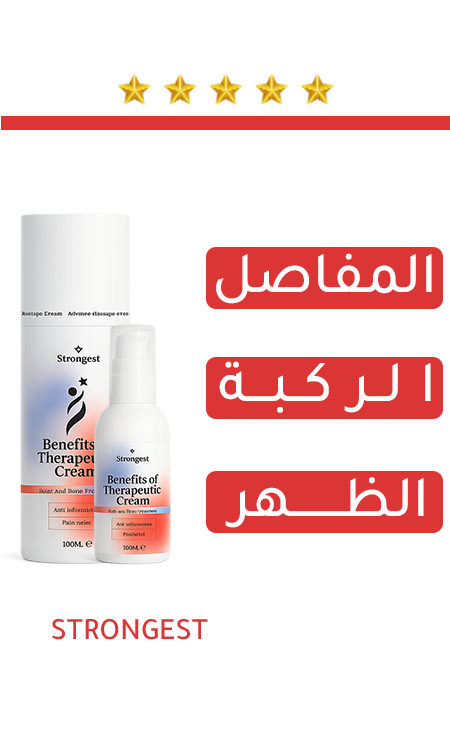 المفاصل
الركبة
الظهر
Strongest
Benefits
Therapeu
Cream
100ML
Strongest
Benefits of
Therapeutic
Cream
100ML
STRONGEST